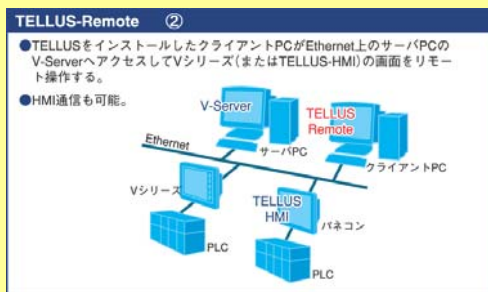 TELLUS-Remote ②
●TELLUSをインストールしたクライアントPCがEthernet上のサーバPCの
V-ServerへアクセスしてVシリーズ(またはTELLUS-HMI)の画面をリモー
ト操作する。
●HMI通信も可能。
V-Server
TELLUS
Remote
Ethernet
サーバPC
クライアントPC
Vシリーズ
TELLUS
HMI
パネコン
PLC
PLC